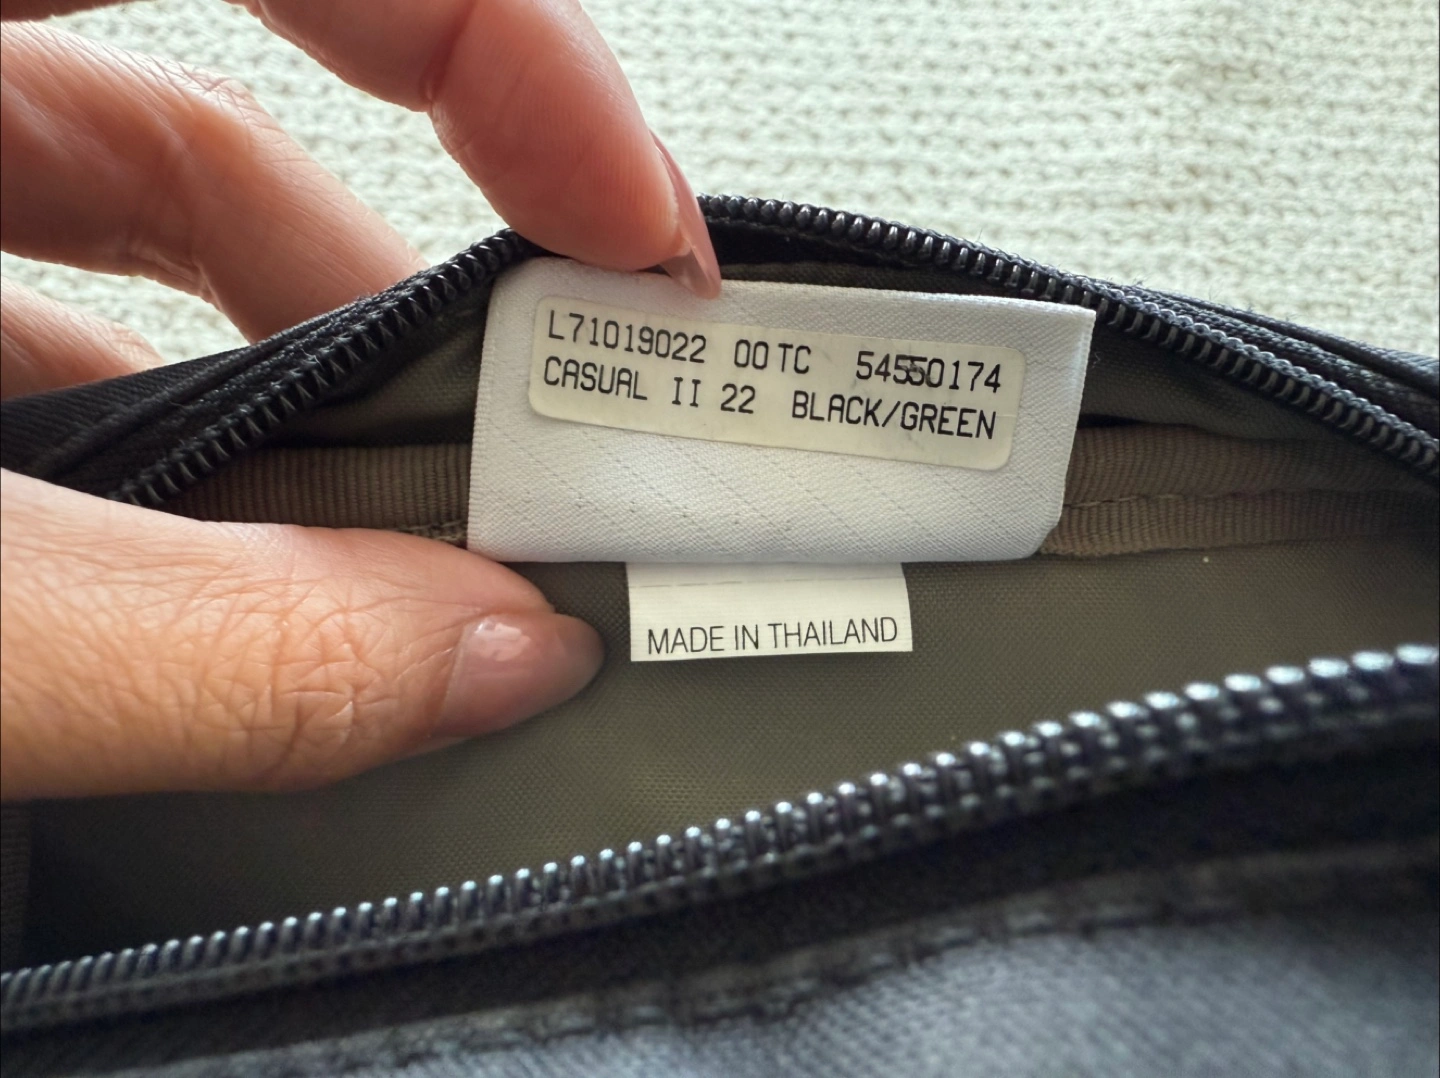 L71019022 00TC 54550174
CASUAL II 22 BLACK/GREEN
MADE IN THAILAND